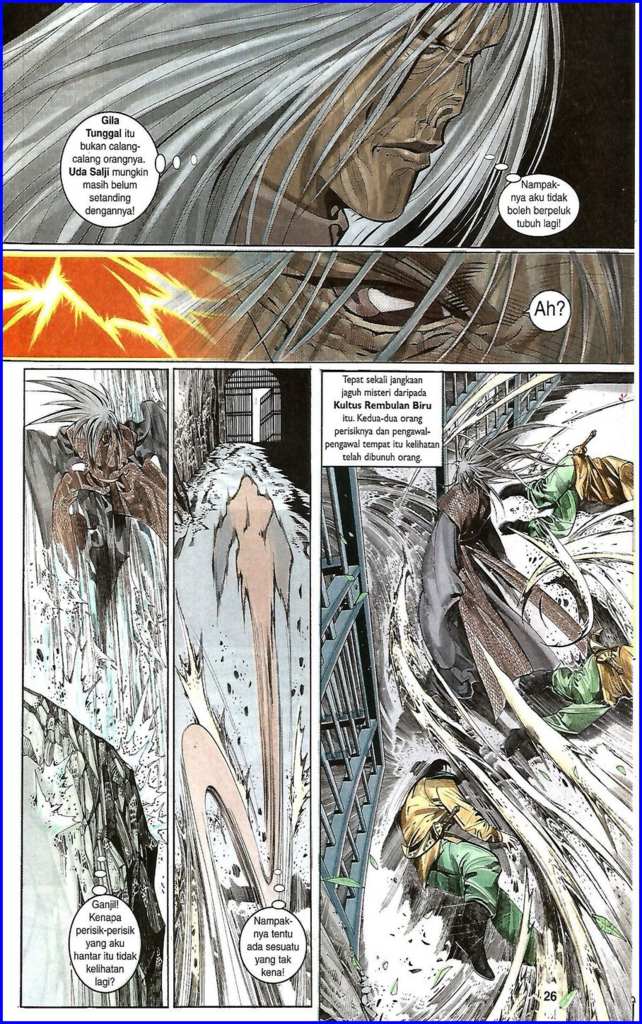 Gila
Tunggal itu
bukan calang-
calang orangnya.
Uda Salji mungkin
masih belum
setanding
dengannya!
Nampak-
nya aku tidak
boleh berpeluk
tubuh lagi!
Ah?
Ganjil!
Kenapa
perisik-perisik
yang aku
hantar itu tidak
kelihatan
lagi?
Nampak-
nya tentu
ada sesuatu
yang tak
kena!
Tepat sekali jangkaan
jaguh misteri daripada
Kultus Rembulan Biru
itu. Kedua-dua orang
perisiknya dan pengawal-
pengawal tempat itu kelihatan
telah dibunuh orang.
26